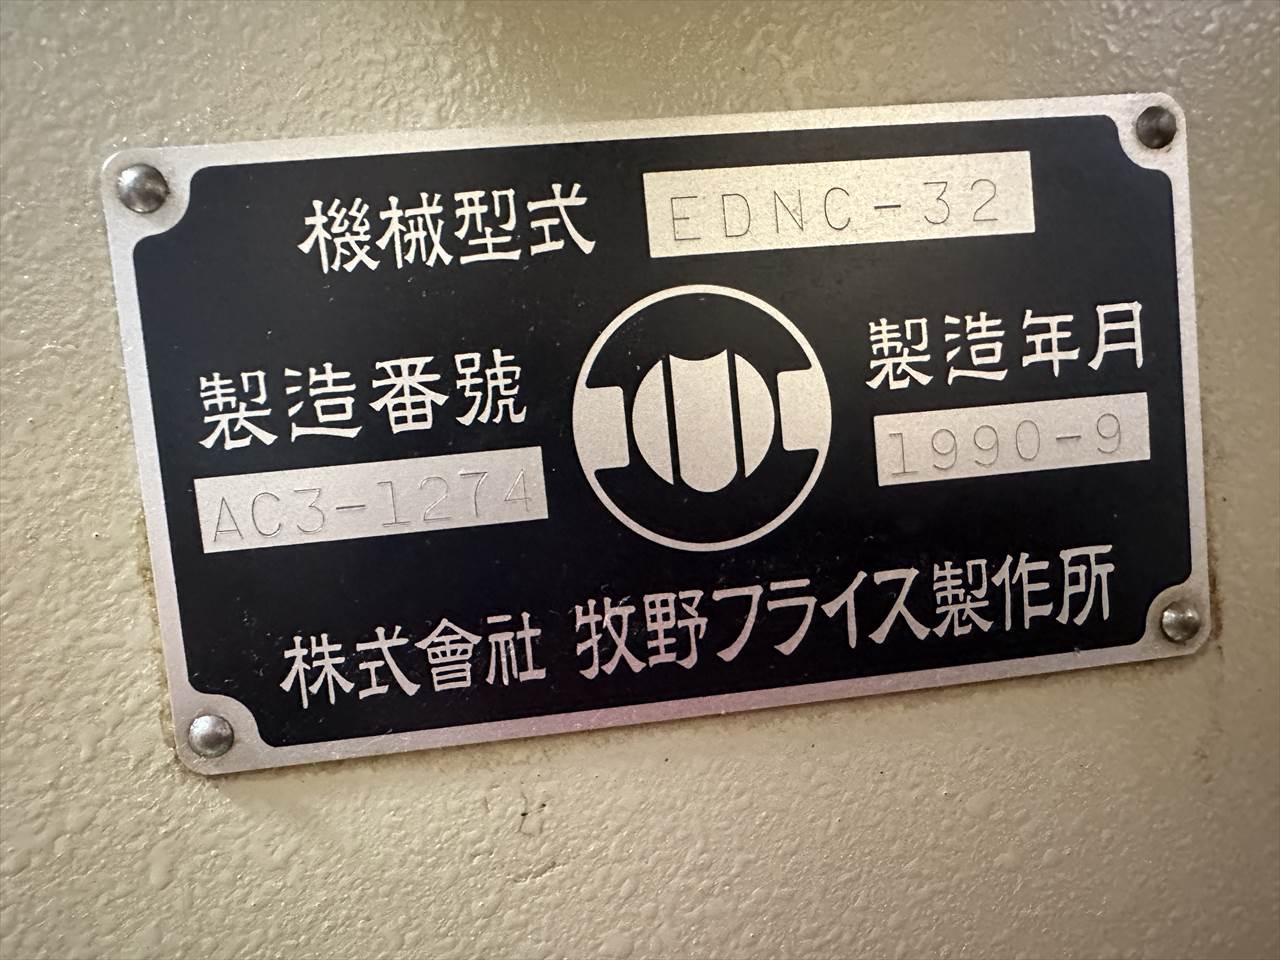 機械型式 EDNC-32
製造番號 製造年月
AC3-1274 1990-9
株式會社 牧野フライス製作所